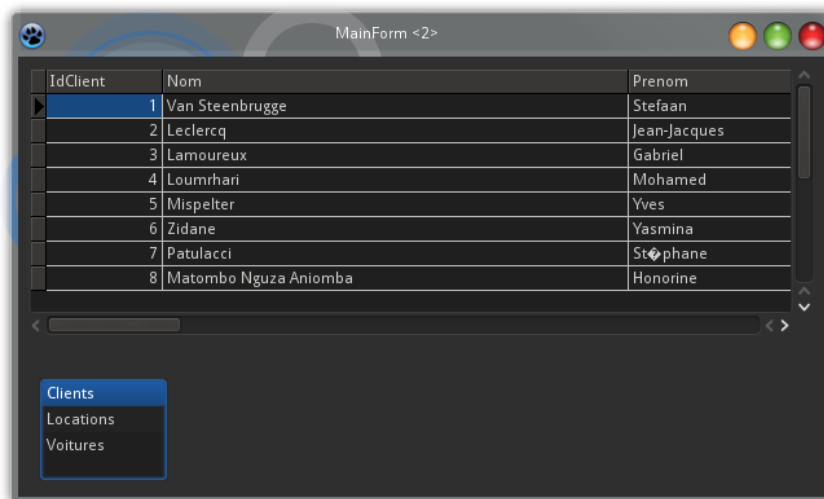 MainForm <2>
IdClient Nom Prenom
1 Van Steenbrugge Stefaan
2 Leclercq Jean-Jacques
3 Lamoureux Gabriel
4 Loumrhari Mohamed
5 Mispelter Yves
6 Zidane Yasmina
7 Patulacci St�phane
8 Matombo Nguza Aniomba Honorine
Clients
Locations
Voitures